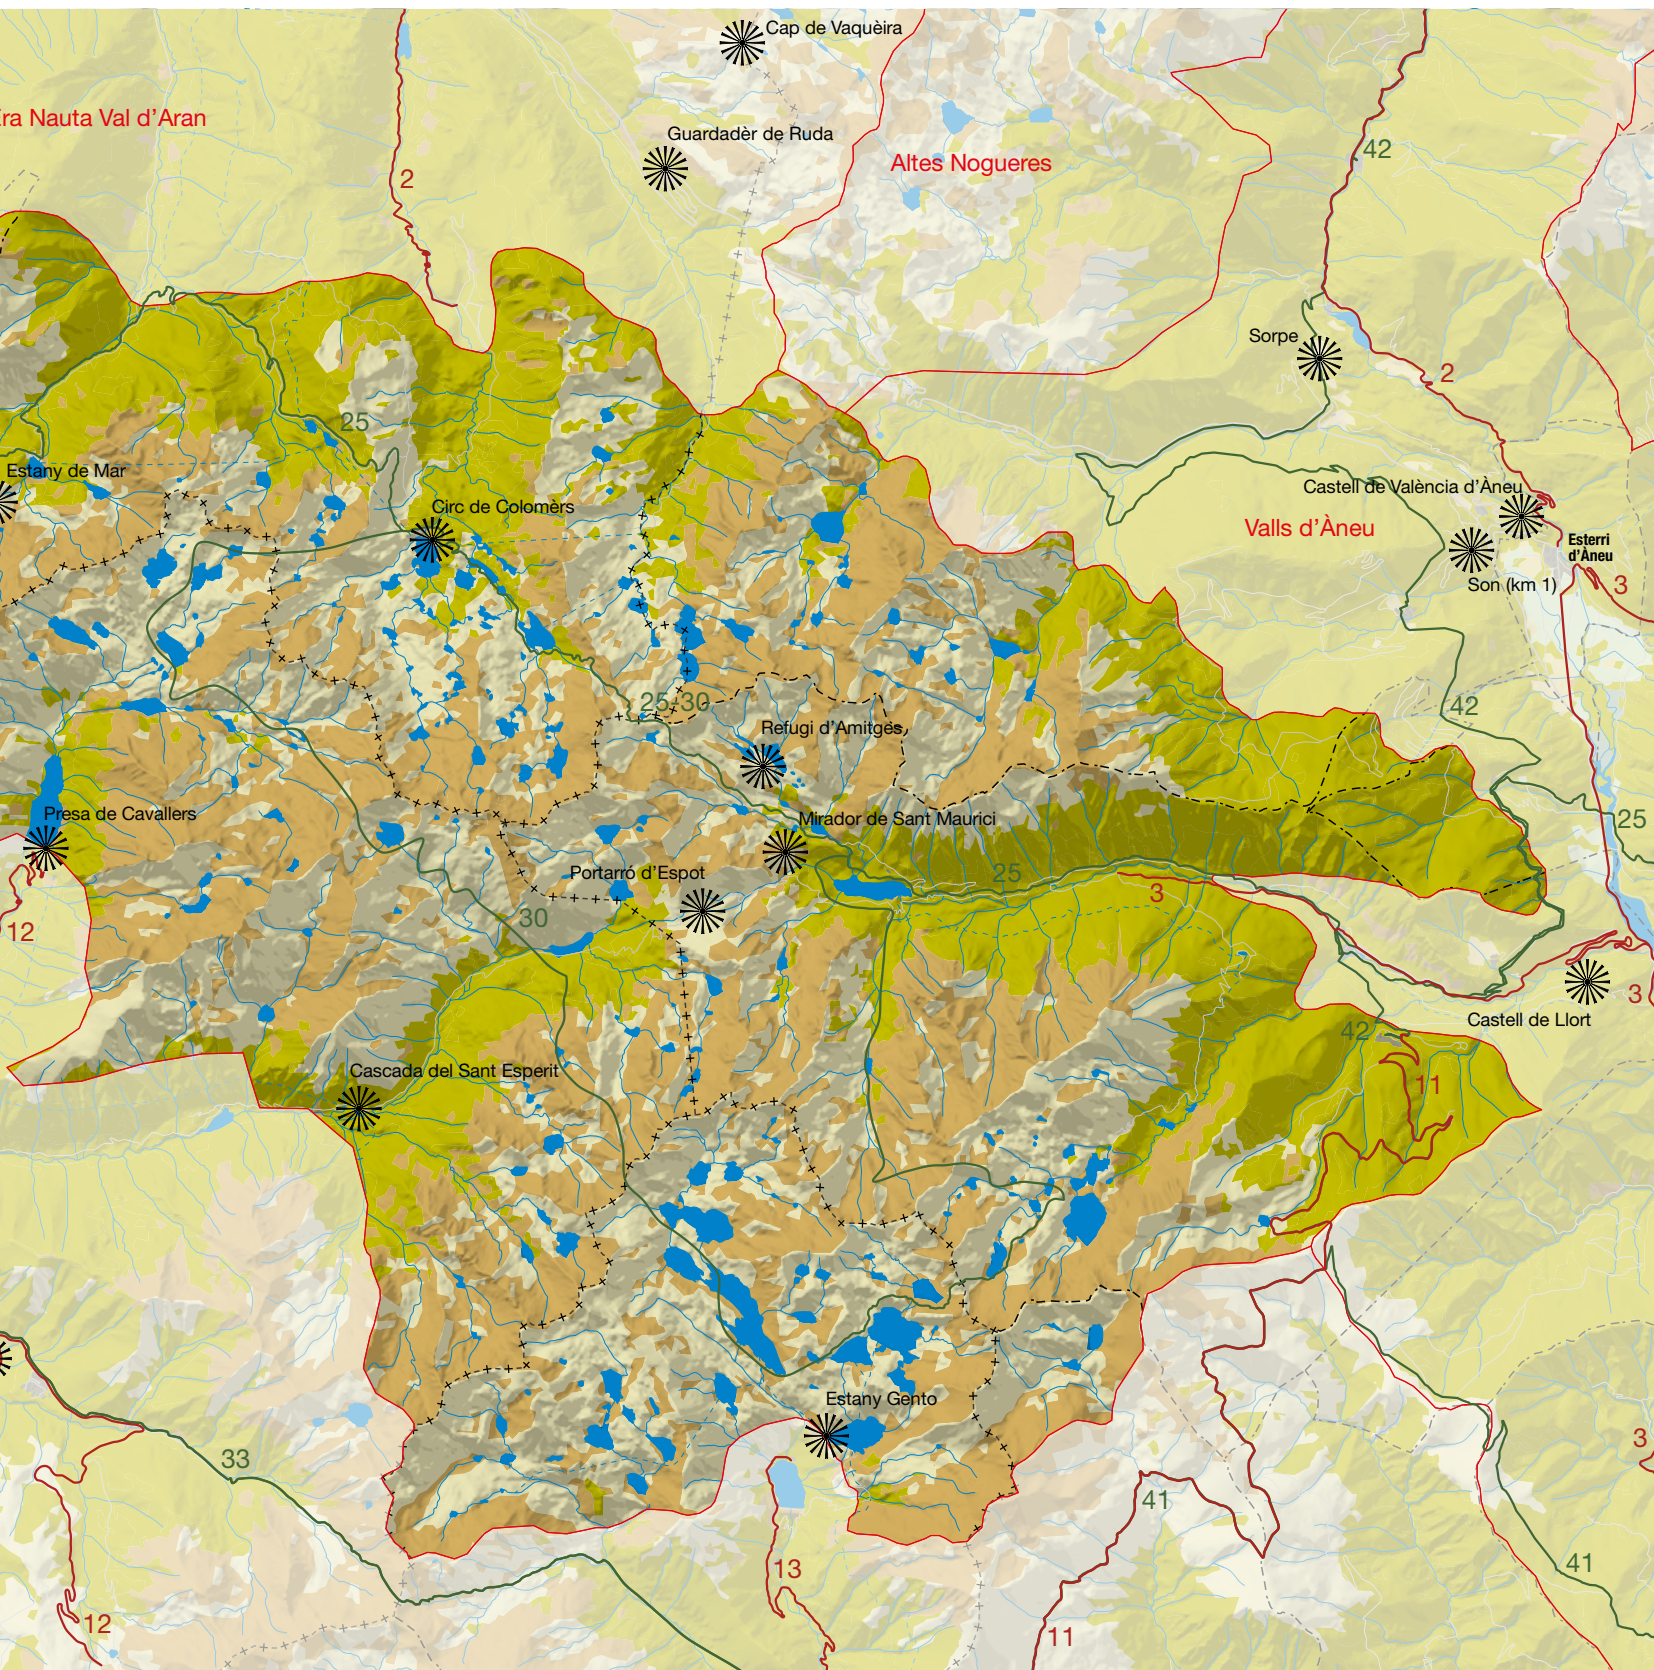 Cap de Vaquèira
ra Nauta Val d'Aran
Guardadèr de Ruda
42
Altes Nogueres
2
Sorpe
2
25
Estany de Mar
Castell de València d'Àneu
Circ de Colomèrs
Valls d'Àneu
Esterri
d'Àneu
Son (km 1)
3
25-30
42
Refugi d'Amitges
Presa de Cavallers
Mirador de Sant Maurici
25
Portarró d'Espot
25
3
30
12
3
Castell de Llort
42
Cascada del Sant Esperit
11
Estany Gento
3
33
41
13
41
12
11